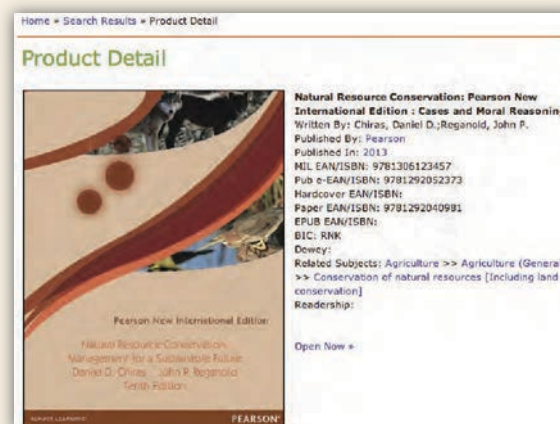 Home » Search Results » Product Detail
Product Detail
Natural Resource Conservation: Pearson New
International Edition : Cases and Moral Reasoning
Written By: Chiras, Daniel D.;Reganold, John P.
Published By: Pearson
Published In: 2013
MIL EAN/ISBN: 9781306123457
Pub e-EAN/ISBN: 9781292052373
Hardcover EAN/ISBN:
Paper EAN/ISBN: 9781292040981
EPUB EAN/ISBN:
BIC: RNK
Dewey:
Related Subjects: Agriculture >> Agriculture (Genera
>> Conservation of natural resources [Including land
conservation]
Readership:
Open Now »
Pearson New International Edition
Natural Resource Conservation
Management for a Sustainable Future
Daniel D. Chiras John P. Reganold
Tenth Edition
ALWAYS LEARNING
PEARSON